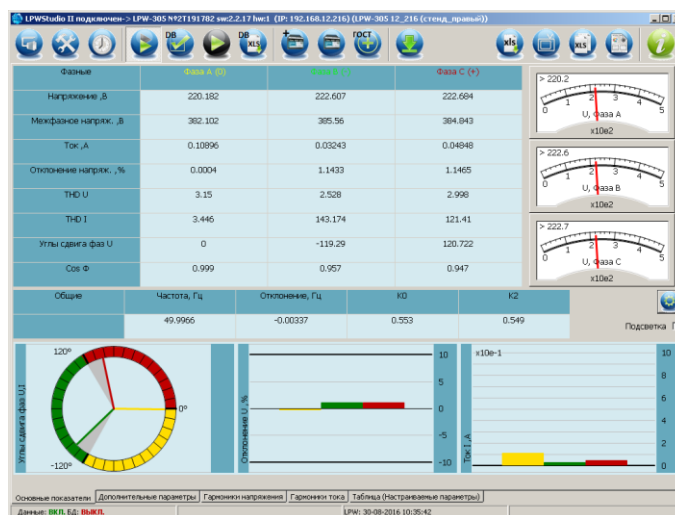 LPWStudio II подключен-> LPW-305 №2T191782 sw:2.2.17 hw:1 (IP: 192.168.12.216) (LPW-305 12_216 (стенд_правый))
DB DB XLS + ГОСТ xls XLS i
Фазные Фаза A (0) Фаза C (+)
Напряжение ,В 220.182 222.607 222.684
Межфазное напряж. ,В 382.102 385.56 384.843
Ток ,А 0.10896 0.03243 0.04848
Отклонение напряж. ,% 0.0004 1.1433 1.1465
THD U 3.15 2.528 2.998
THD I 3.446 143.174 121.41
Углы сдвига фаз U 0 -119.29 120.722
Cos Ф 0.999 0.957 0.947
> 220.2
0 1 2 3 4 5
U, Фаза A
x10e2
> 222.6
0 1 2 3 4 5
U, Фаза B
x10e2
> 222.7
0 1 2 3 4 5
U, Фаза C
x10e2
Общие Частота, Гц Отклонение, Гц K0 K2
49.9966 -0.00337 0.553 0.549
Подсветка
Углы сдвига фаз U,I
120º
0º
-120º
Отклонение U ,%
10
5
0
-5
-10
Ток I ,А
x10e-1
10
8
6
4
2
0
Основные показатели Дополнительные параметры Гармоники напряжения Гармоники тока Таблица (Настраиваемые параметры)
Данные: ВКЛ. БД: ВЫКЛ. LPW: 30-08-2016 10:35:42